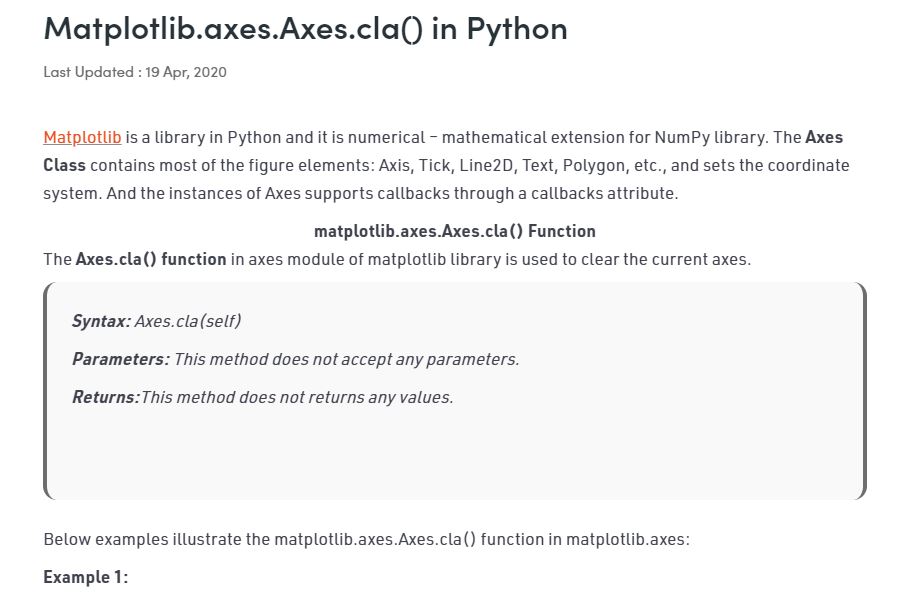 Matplotlib.axes.Axes.cla() in Python
Last Updated : 19 Apr, 2020
Matplotlib is a library in Python and it is numerical – mathematical extension for NumPy library. The Axes
Class contains most of the figure elements: Axis, Tick, Line2D, Text, Polygon, etc., and sets the coordinate
system. And the instances of Axes supports callbacks through a callbacks attribute.
matplotlib.axes.Axes.cla() Function
The Axes.cla() function in axes module of matplotlib library is used to clear the current axes.
Syntax: Axes.cla(self)
Parameters: This method does not accept any parameters.
Returns:This method does not returns any values.
Below examples illustrate the matplotlib.axes.Axes.cla() function in matplotlib.axes:
Example 1: